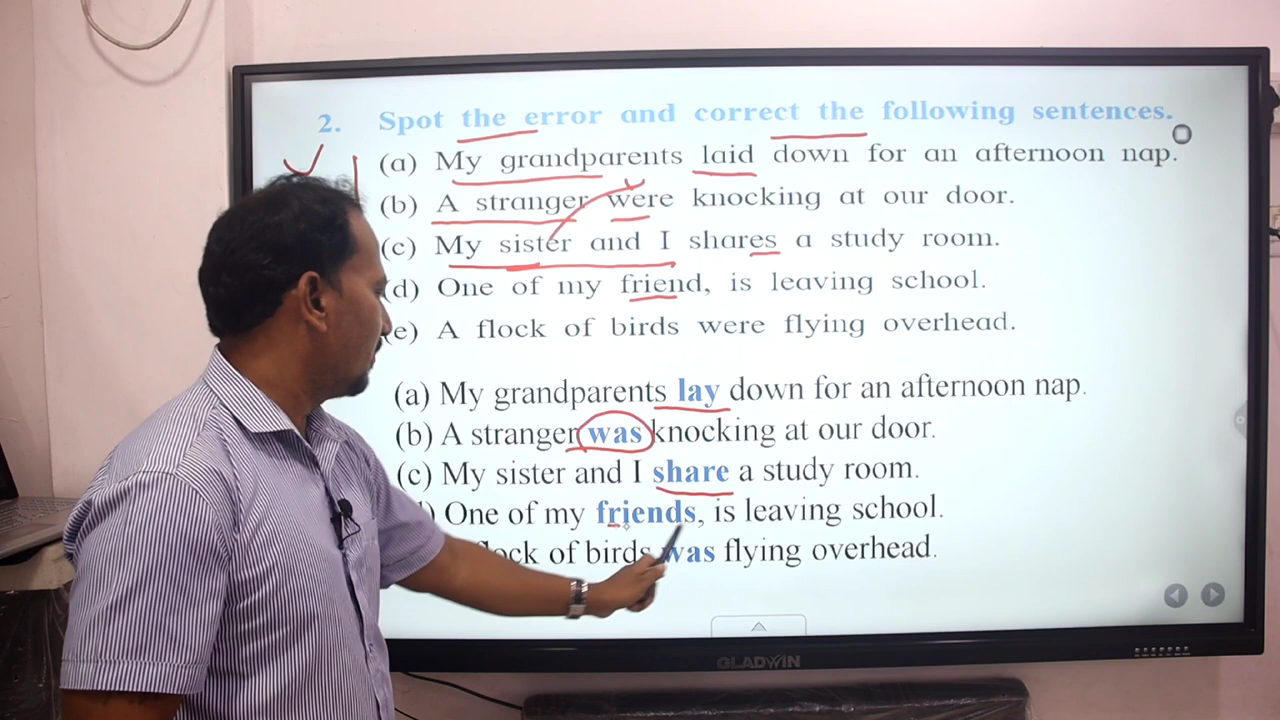 2. Spot the error and correct the following sentences.
(a) My grandparents laid down for an afternoon nap.
(b) A stranger were knocking at our door.
(c) My sister and I shares a study room.
(d) One of my friend, is leaving school.
(e) A flock of birds were flying overhead.
(a) My grandparents lay down for an afternoon nap.
(b) A stranger was knocking at our door.
(c) My sister and I share a study room.
One of my friends, is leaving school.
of birds was flying overhead.
GLADWIN